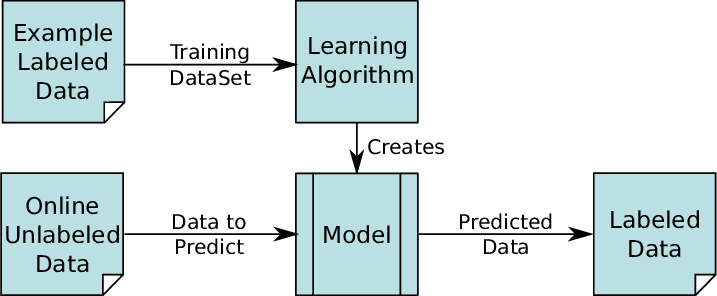 Example
Labeled
Data
Training
DataSet
Learning
Algorithm
Creates
Online
Unlabeled
Data
Data to
Predict
Model
Predicted
Data
Labeled
Data